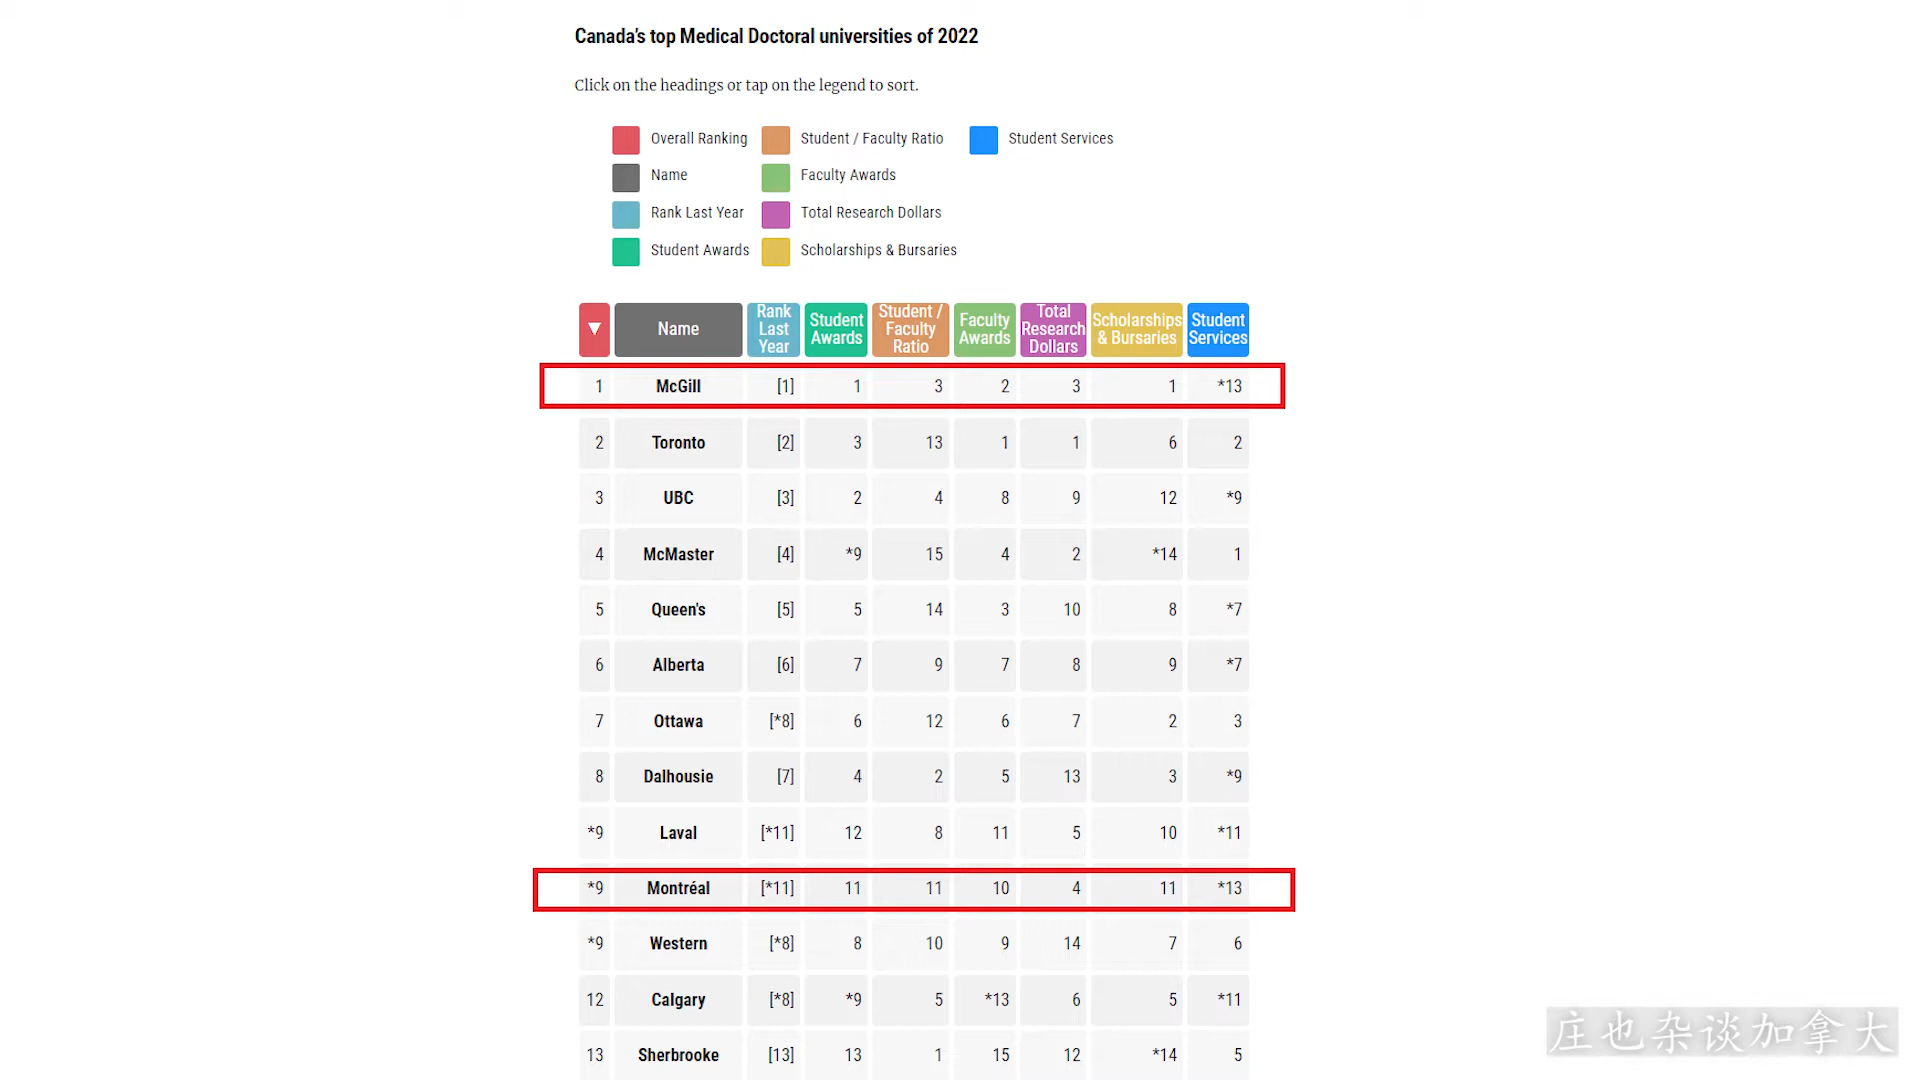 Canada's top Medical Doctoral universities of 2022
Click on the headings or tap on the legend to sort.
Overall Ranking Student / Faculty Ratio Student Services
Name Faculty Awards
Rank Last Year Total Research Dollars
Student Awards Scholarships & Bursaries
▼ Name Rank Last Year Student Awards Student / Faculty Ratio Faculty Awards Total Research Dollars Scholarships & Bursaries Student Services
1 McGill [1] 1 3 2 3 1 *13
2 Toronto [2] 3 13 1 1 6 2
3 UBC [3] 2 4 8 9 12 *9
4 McMaster [4] *9 15 4 2 *14 1
5 Queen's [5] 5 14 3 10 8 *7
6 Alberta [6] 7 9 7 8 9 *7
7 Ottawa [*8] 6 12 6 7 2 3
8 Dalhousie [7] 4 2 5 13 3 *9
*9 Laval [*11] 12 8 11 5 10 *11
*9 Montréal [*11] 11 11 10 4 11 *13
*9 Western [*8] 8 10 9 14 7 6
12 Calgary [*8] *9 5 *13 6 5 *11
13 Sherbrooke [13] 13 1 15 12 *14 5
庄也杂谈加拿大